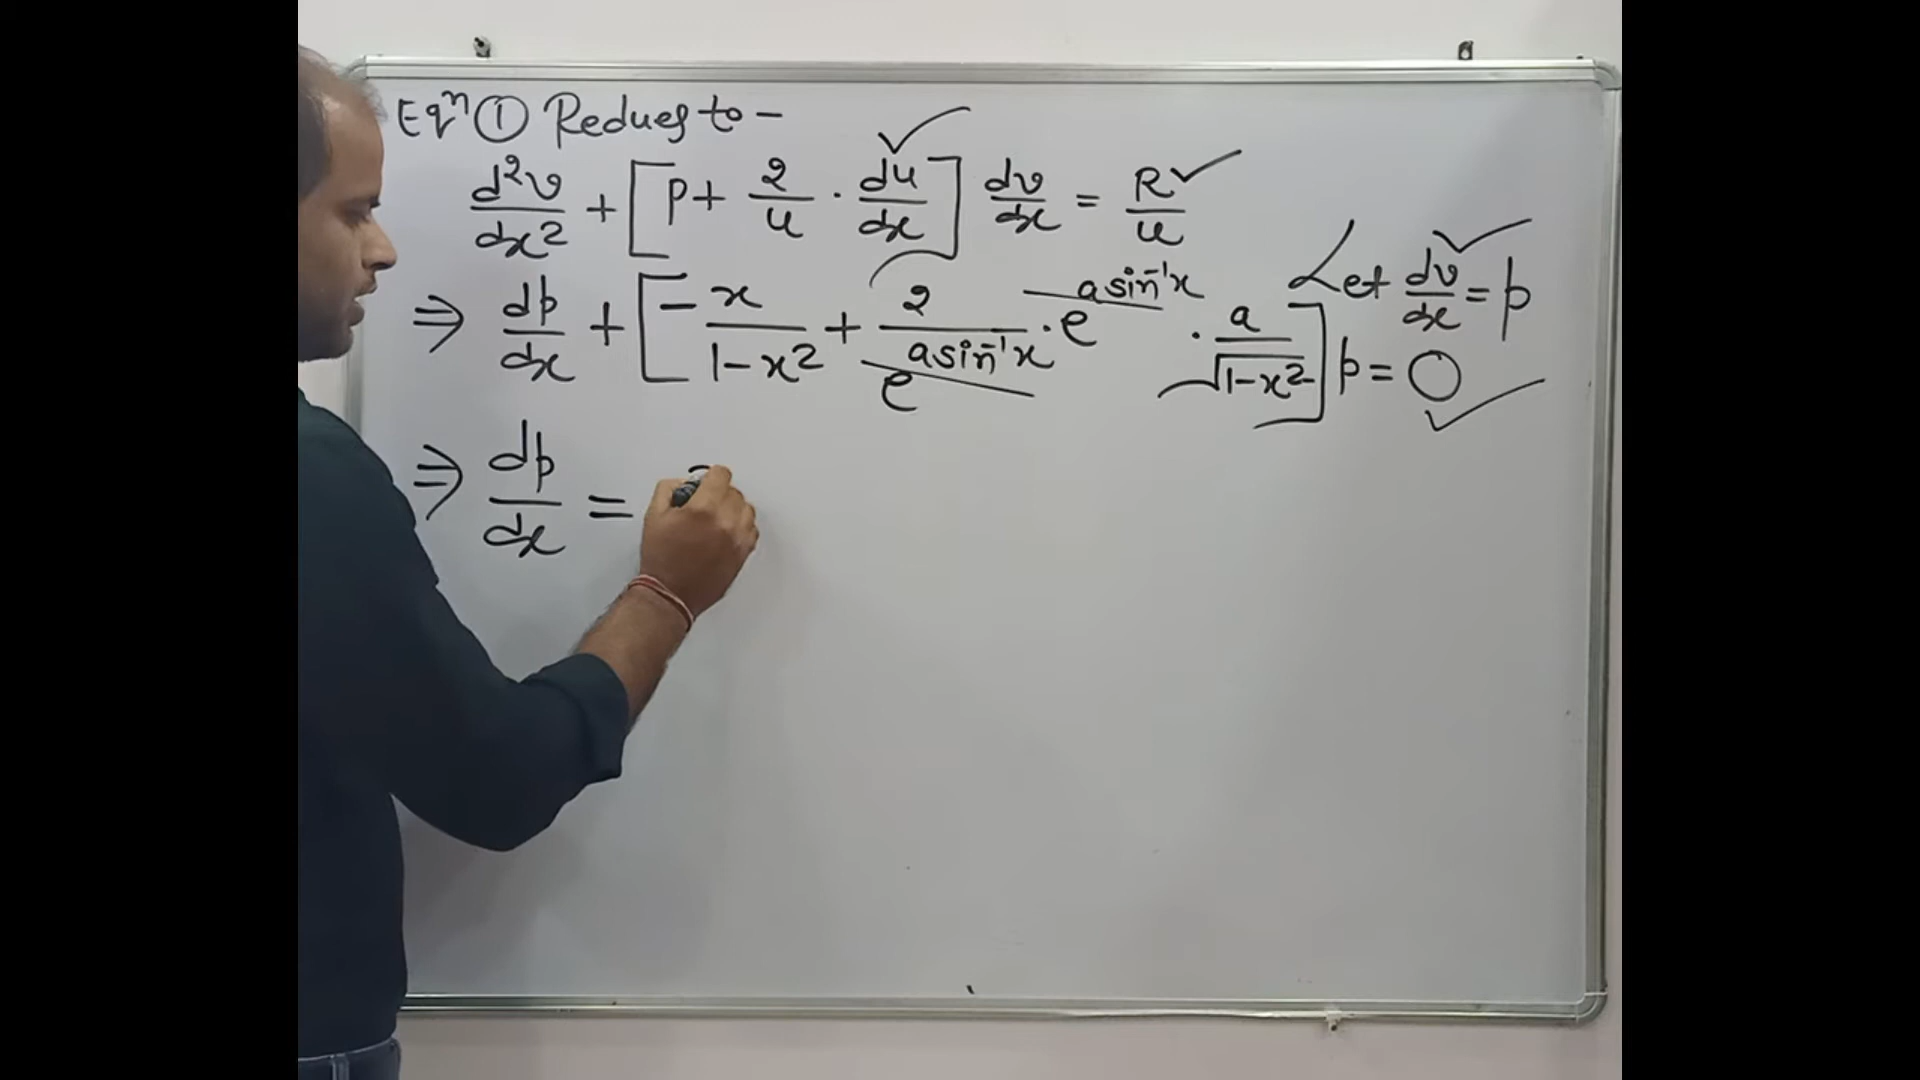 Eqⁿ ① Reduces to -
d²v/dx² + [P + 2/u · du/dx] dv/dx = R/u
Let dv/dx = p
⇒ dp/dx + [-x/(1-x²) + 2/e^(a sin⁻¹x) · e^(a sin⁻¹x) · a/√(1-x²)] p = 0
⇒ dp/dx =